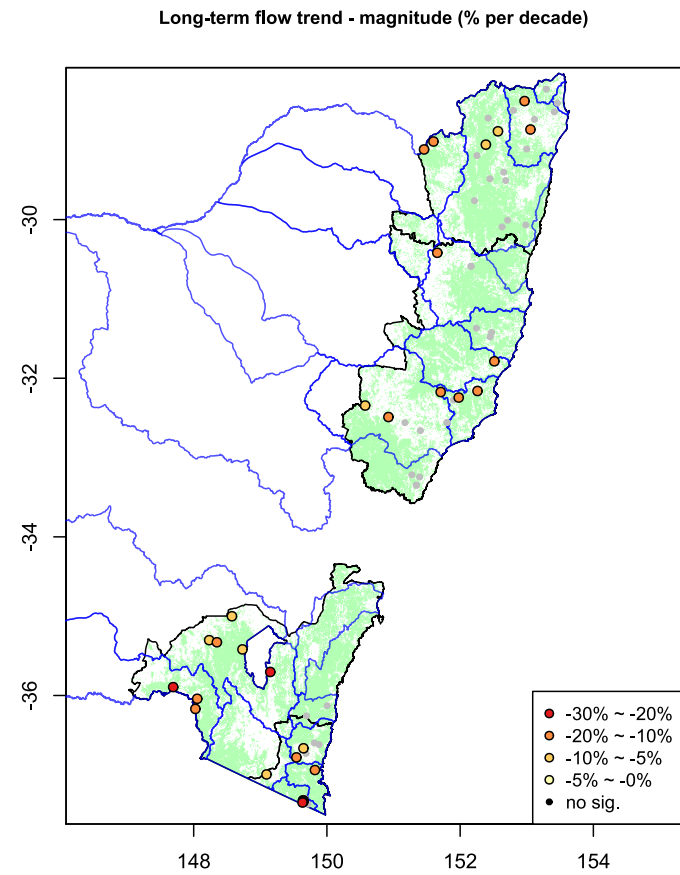 Long-term flow trend - magnitude (% per decade)
-30
-32
-34
-36
-30% ~ -20%
-20% ~ -10%
-10% ~ -5%
-5% ~ -0%
no sig.
148 150 152 154